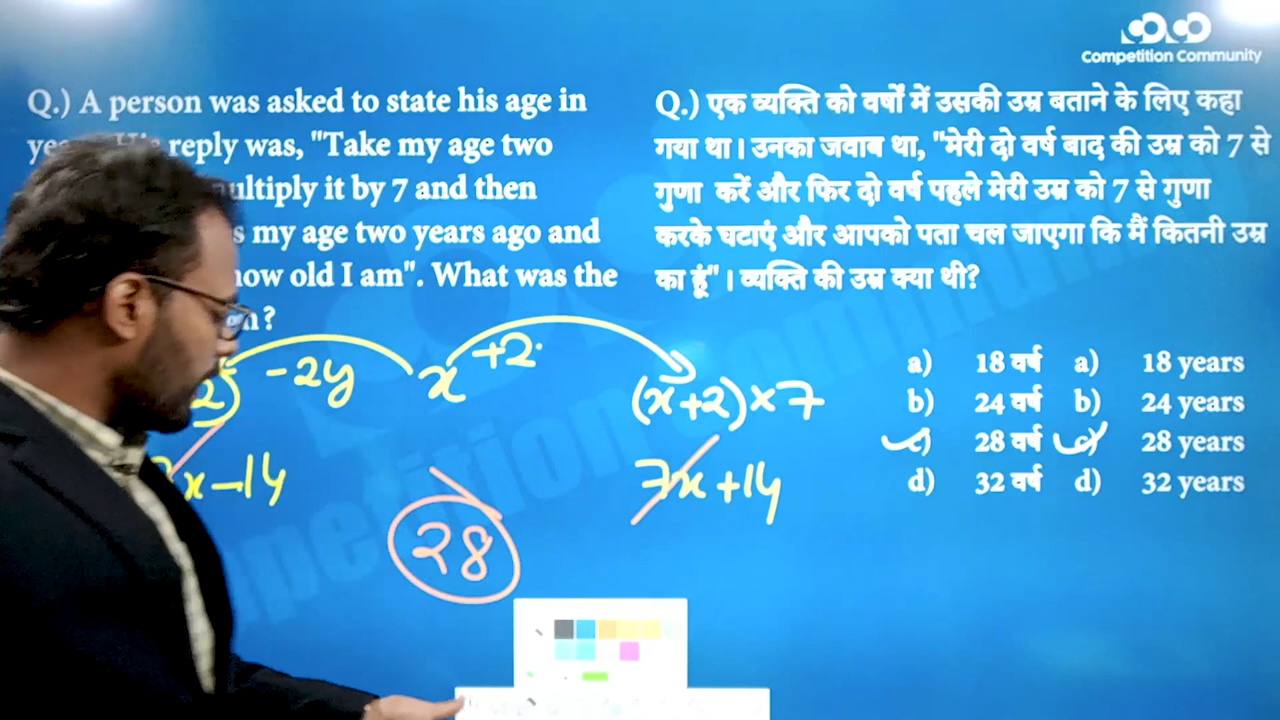 Competition Community
Q.) A person was asked to state his age in
reply was, "Take my age two
multiply it by 7 and then
my age two years ago and
how old I am". What was the
Q.) एक व्यक्ति को वर्षों में उसकी उम्र बताने के लिए कहा
गया था। उनका जवाब था, "मेरी दो वर्ष बाद की उम्र को 7 से
गुणा करें और फिर दो वर्ष पहले मेरी उम्र को 7 से गुणा
करके घटाएं और आपको पता चल जाएगा कि मैं कितनी उम्र
का हूं"। व्यक्ति की उम्र क्या थी?
a) 18 वर्ष a) 18 years
b) 24 वर्ष b) 24 years
c) 28 वर्ष c) 28 years
d) 32 वर्ष d) 32 years
2) -2y x +2 (x+2)×7
x-14 7x+14
28